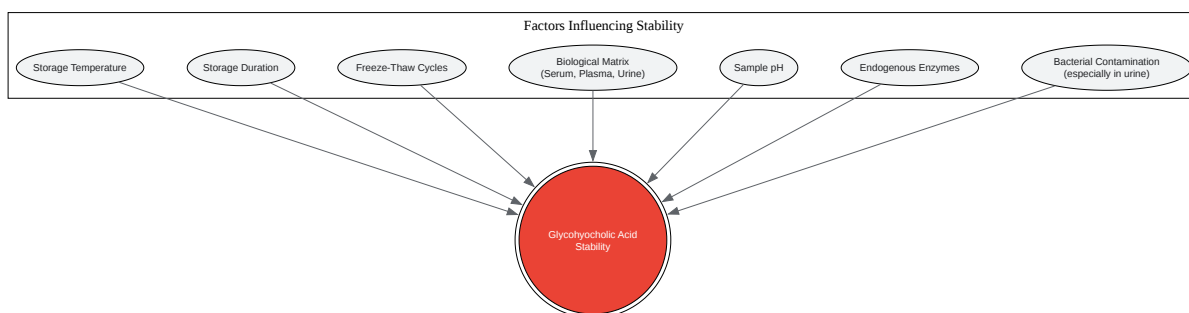 Factors Influencing Stability
Storage Temperature
Storage Duration
Freeze-Thaw Cycles
Biological Matrix
(Serum, Plasma, Urine)
Sample pH
Endogenous Enzymes
Bacterial Contamination
(especially in urine)
Glycohyocholic Acid
Stability